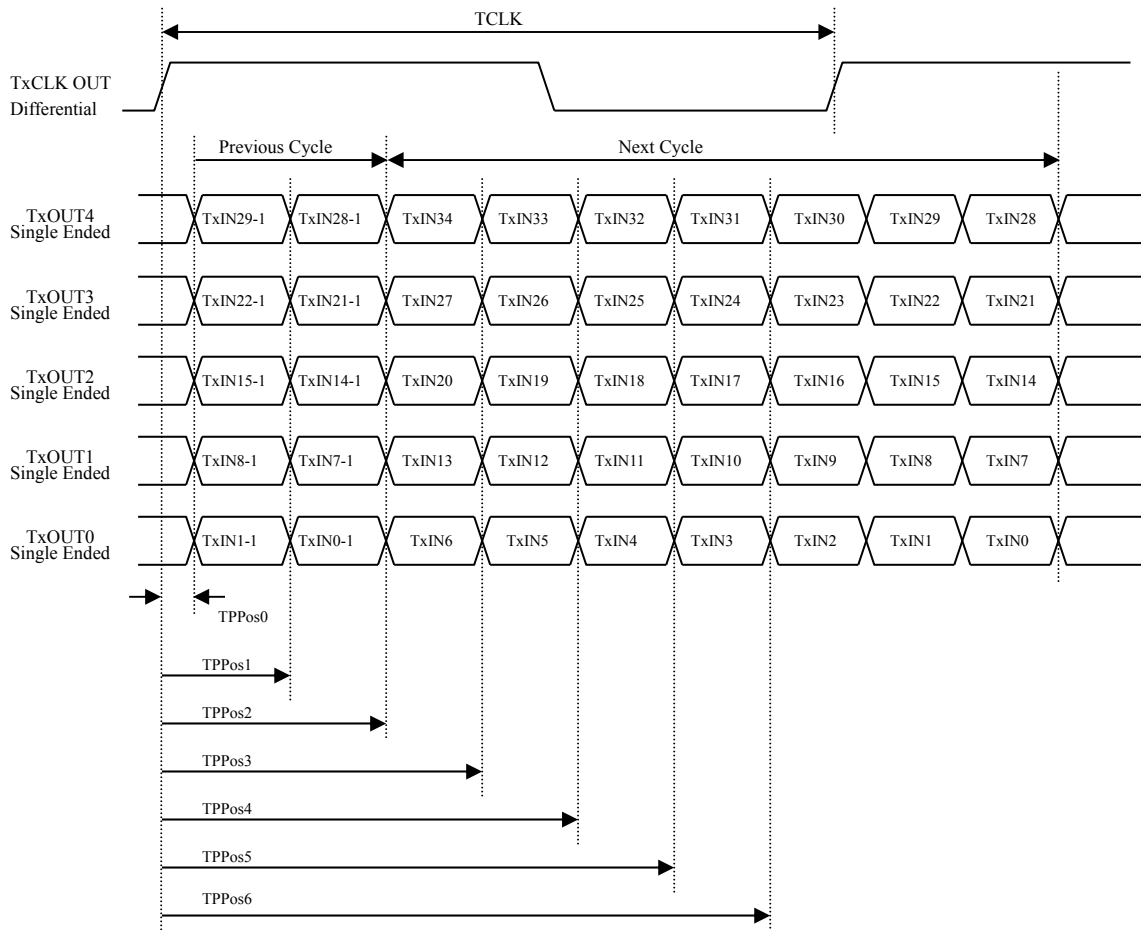 TCLK
TxCLK OUT
Differential
Previous Cycle Next Cycle
TxOUT4
Single Ended
TxIN29-1 TxIN28-1 TxIN34 TxIN33 TxIN32 TxIN31 TxIN30 TxIN29 TxIN28
TxOUT3
Single Ended
TxIN22-1 TxIN21-1 TxIN27 TxIN26 TxIN25 TxIN24 TxIN23 TxIN22 TxIN21
TxOUT2
Single Ended
TxIN15-1 TxIN14-1 TxIN20 TxIN19 TxIN18 TxIN17 TxIN16 TxIN15 TxIN14
TxOUT1
Single Ended
TxIN8-1 TxIN7-1 TxIN13 TxIN12 TxIN11 TxIN10 TxIN9 TxIN8 TxIN7
TxOUT0
Single Ended
TxIN1-1 TxIN0-1 TxIN6 TxIN5 TxIN4 TxIN3 TxIN2 TxIN1 TxIN0
TPPos0
TPPos1
TPPos2
TPPos3
TPPos4
TPPos5
TPPos6